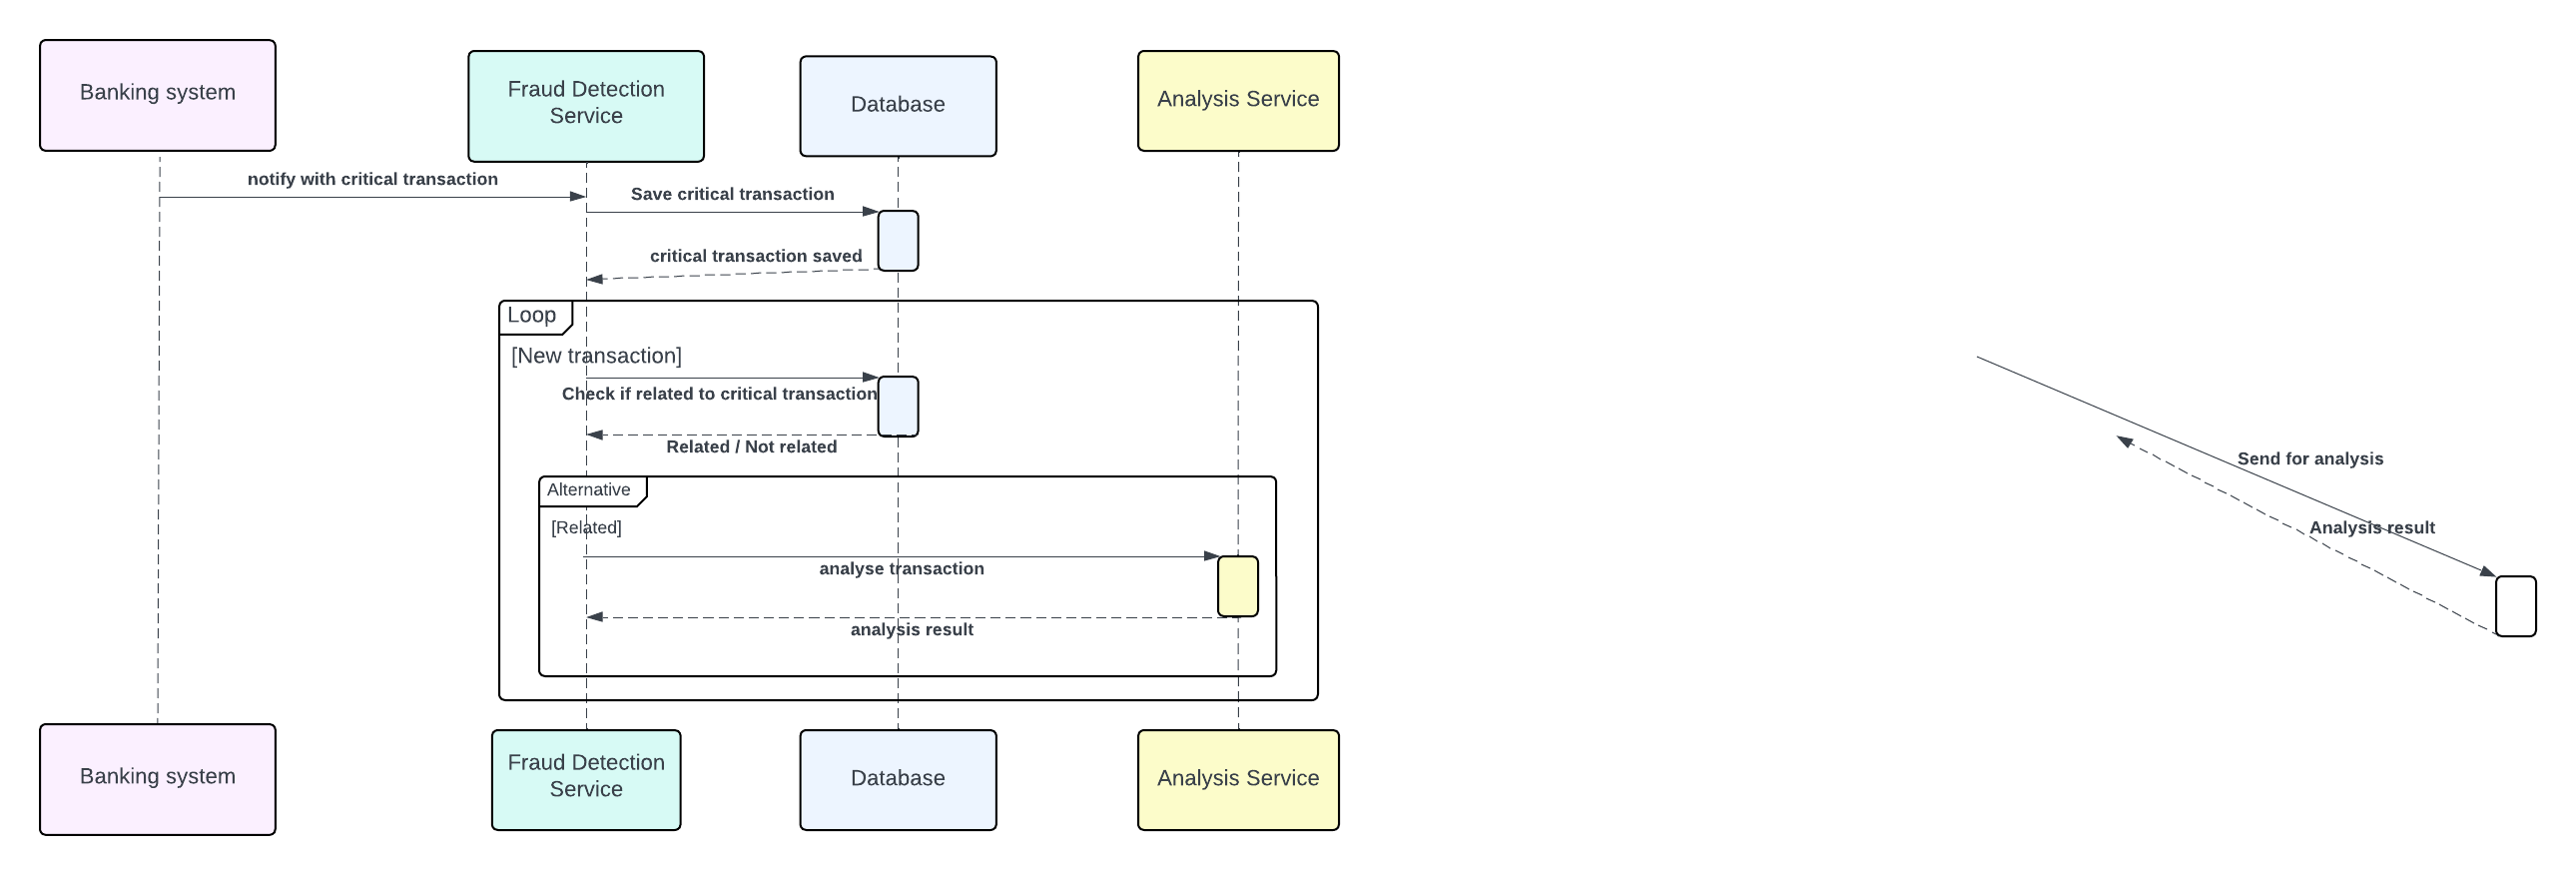 Banking system
Fraud Detection
Service
Database
Analysis Service
notify with critical transaction
Save critical transaction
critical transaction saved
Loop
[New transaction]
Check if related to critical transaction
Related / Not related
Send for analysis
Alternative
[Related]
Analysis result
analyse transaction
analysis result
Banking system
Fraud Detection
Service
Database
Analysis Service